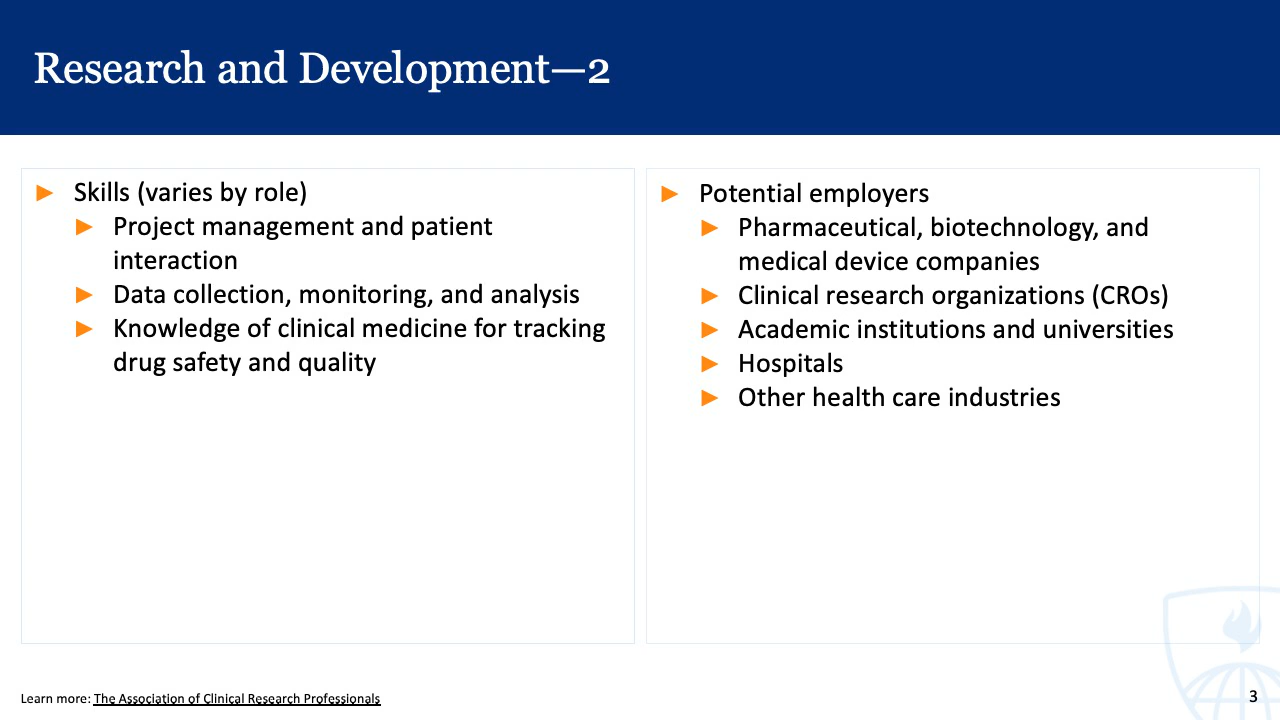 Research and Development—2
Skills (varies by role)
Project management and patient
interaction
Data collection, monitoring, and analysis
Knowledge of clinical medicine for tracking
drug safety and quality
Potential employers
Pharmaceutical, biotechnology, and
medical device companies
Clinical research organizations (CROs)
Academic institutions and universities
Hospitals
Other health care industries
Learn more: The Association of Clinical Research Professionals
3